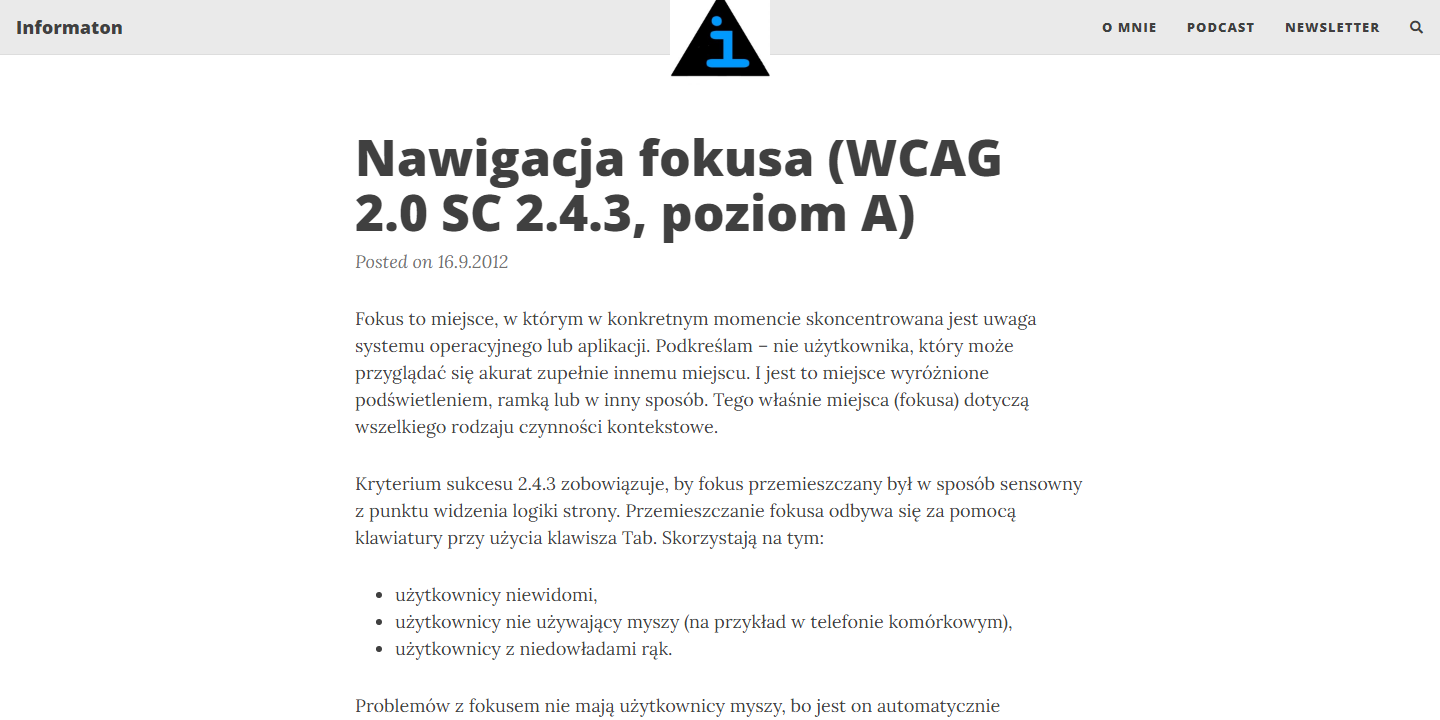 Informaton
i
O MNIE
PODCAST
NEWSLETTER
Nawigacja fokusa (WCAG
2.0 SC 2.4.3, poziom A)
Posted on 16.9.2012
Fokus to miejsce, w którym w konkretnym momencie skoncentrowana jest uwaga
systemu operacyjnego lub aplikacji. Podkreślam – nie użytkownika, który może
przyglądać się akurat zupełnie innemu miejscu. I jest to miejsce wyróżnione
podświetleniem, ramką lub w inny sposób. Tego właśnie miejsca (fokusa) dotyczą
wszelkiego rodzaju czynności kontekstowe.
Kryterium sukcesu 2.4.3 zobowiązuje, by fokus przemieszczany był w sposób sensowny
z punktu widzenia logiki strony. Przemieszczanie fokusa odbywa się za pomocą
klawiatury przy użycia klawisza Tab. Skorzystają na tym:
• użytkownicy niewidomi,
• użytkownicy nie używający myszy (na przykład w telefonie komórkowym),
• użytkownicy z niedowładami rąk.
Problemów z fokusem nie mają użytkownicy myszy, bo jest on automatycznie